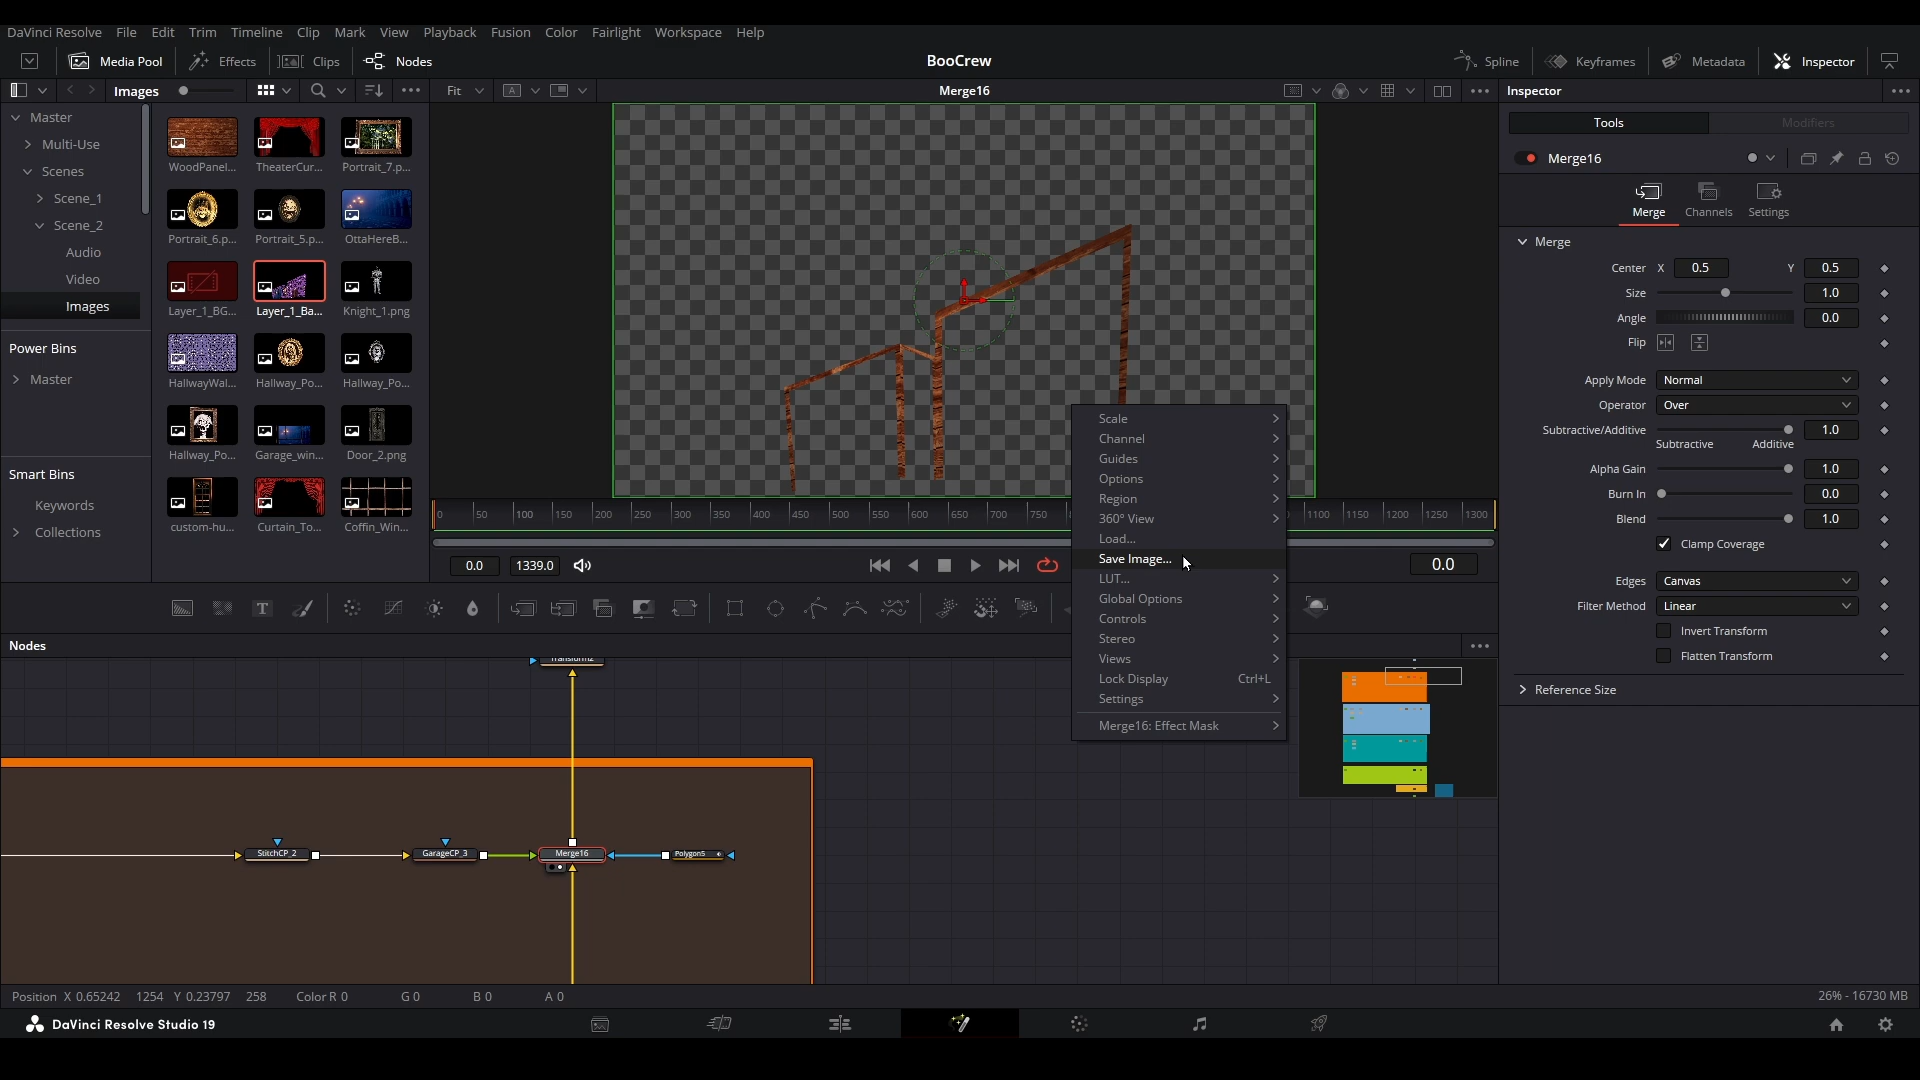 DaVinci Resolve File Edit Trim Timeline Clip Mark View Playback Fusion Color Fairlight Workspace Help
Media Pool Effects Clips Nodes BooCrew Spline Keyframes Metadata Inspector
Images Fit Merge16 Inspector
Master
Multi-Use
Scenes
Scene_1
Scene_2
Audio
Video
Images
Power Bins
Master
Smart Bins
Keywords
Collections
WoodPanel... TheaterCur... Portrait_7.p...
Portrait_6.p... Portrait_5.p... OttaHereB...
Layer_1_BG... Layer_1_Ba... Knight_1.png
HallwayWal... Hallway_Po... Hallway_Po...
Hallway_Po... Garage_win... Door_2.png
custom-hu... Curtain_To... Coffin_Win...
0 50 100 150 200 250 300 350 400 450 500 550 600 650 700 750 1100 1150 1200 1250 1300
0.0 1339.0 0.0
Scale
Channel
Guides
Options
Region
360° View
Load...
Save Image...
LUT...
Global Options
Controls
Stereo
Views
Lock Display Ctrl+L
Settings
Merge16: Effect Mask
Tools Modifiers
Merge16
Merge Channels Settings
Merge
Center X 0.5 Y 0.5
Size 1.0
Angle 0.0
Flip
Apply Mode Normal
Operator Over
Subtractive/Additive 1.0
Subtractive Additive
Alpha Gain 1.0
Burn In 0.0
Blend 1.0
Clamp Coverage
Edges Canvas
Filter Method Linear
Invert Transform
Flatten Transform
Reference Size
T
Nodes
Transform2
StitchCP_2 GarageCP_3 Merge16 Polygon5
Position X 0.65242 1254 Y 0.23797 258 Color R 0 G 0 B 0 A 0 26% - 16730 MB
DaVinci Resolve Studio 19